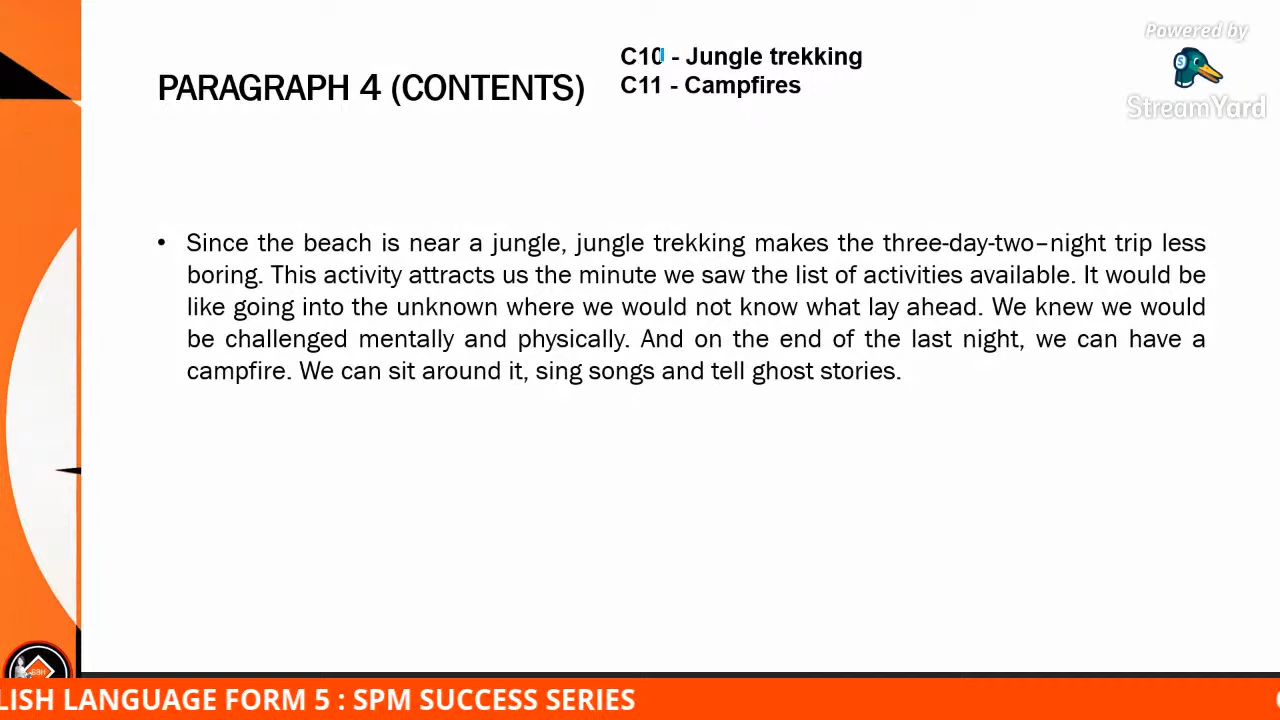 C10 - Jungle trekking
C11 - Campfires
PARAGRAPH 4 (CONTENTS)
Powered by
StreamYard
• Since the beach is near a jungle, jungle trekking makes the three-day-two–night trip less
boring. This activity attracts us the minute we saw the list of activities available. It would be
like going into the unknown where we would not know what lay ahead. We knew we would
be challenged mentally and physically. And on the end of the last night, we can have a
campfire. We can sit around it, sing songs and tell ghost stories.
LISH LANGUAGE FORM 5 : SPM SUCCESS SERIES